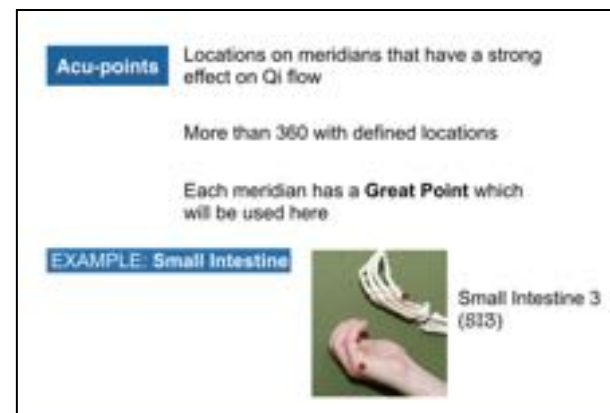 Acu-points
Locations on meridians that have a strong
effect on Qi flow
More than 360 with defined locations
Each meridian has a Great Point which
will be used here
EXAMPLE: Small Intestine
Small Intestine 3
(SI3)